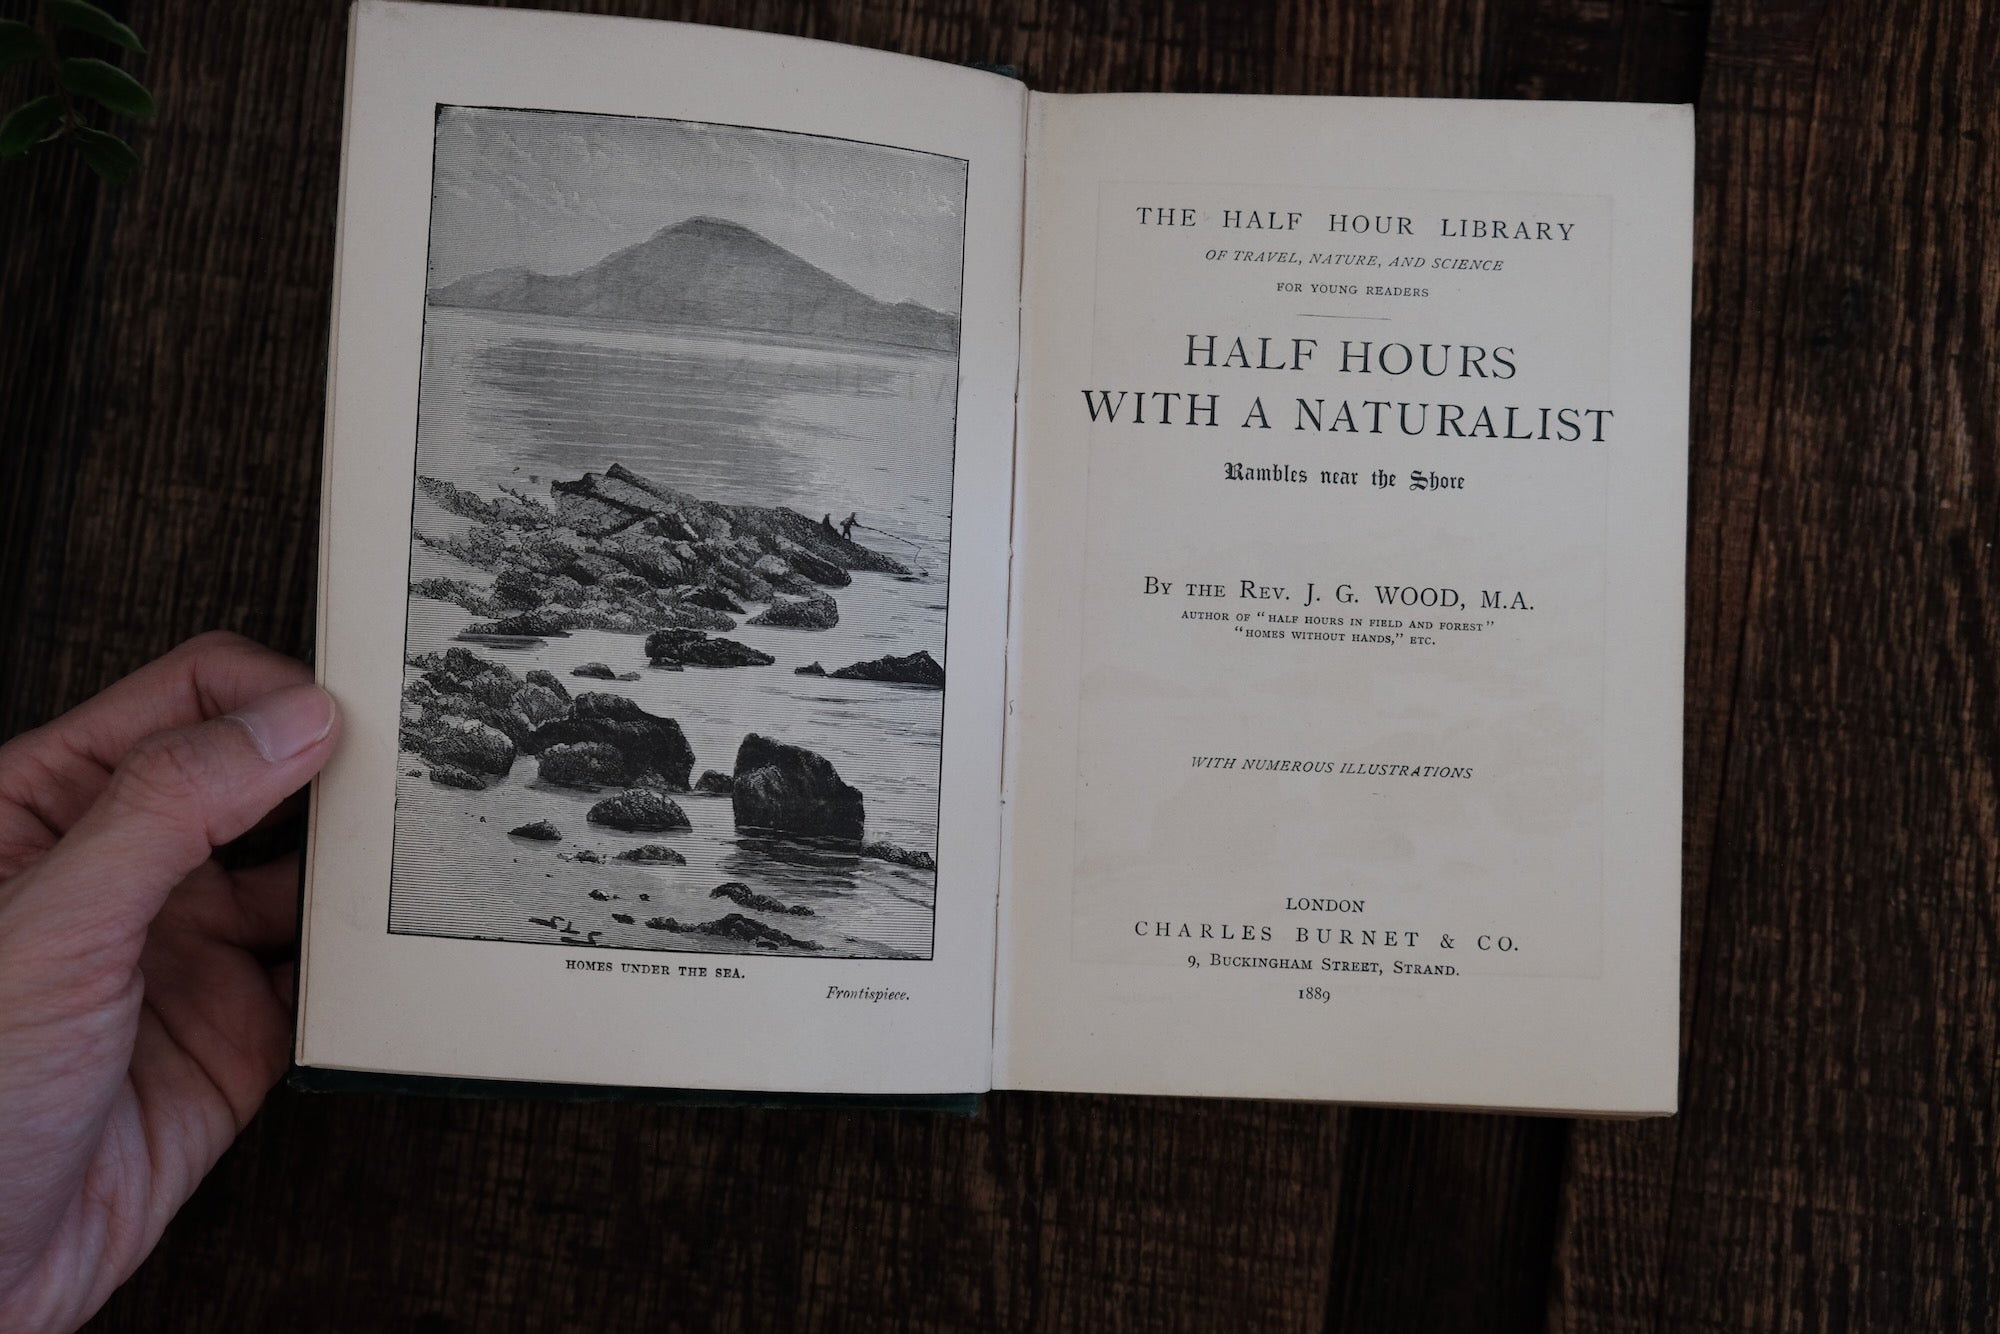 HOMES UNDER THE SEA.
Frontispiece.
THE HALF HOUR LIBRARY
OF TRAVEL, NATURE, AND SCIENCE
FOR YOUNG READERS
HALF HOURS
WITH A NATURALIST
Rambles near the Shore
BY THE REV. J. G. WOOD, M.A.
AUTHOR OF "HALF HOURS IN FIELD AND FOREST"
"HOMES WITHOUT HANDS," ETC.
WITH NUMEROUS ILLUSTRATIONS
LONDON
CHARLES BURNET & CO.
9, BUCKINGHAM STREET, STRAND.
1889